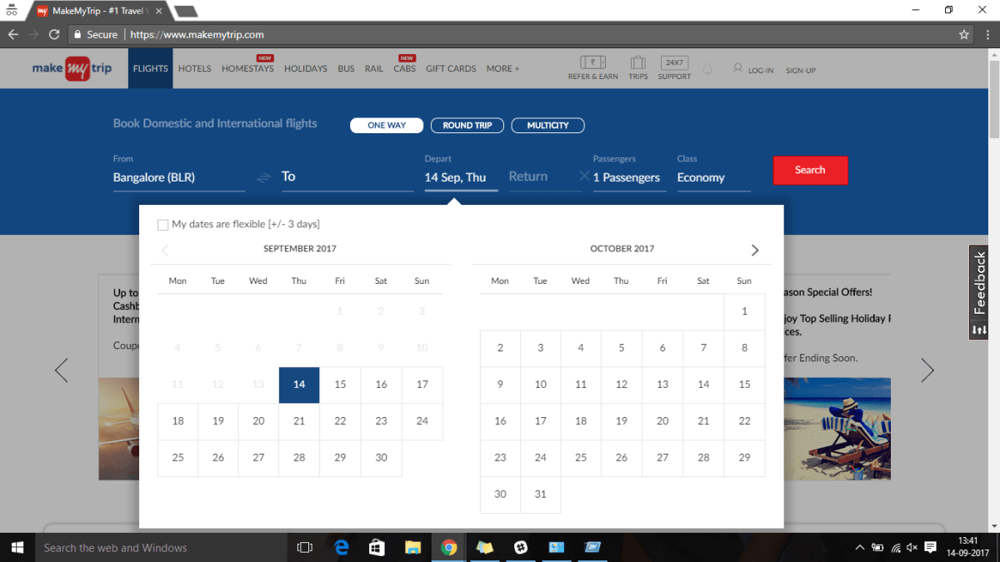 MakeMyTrip - #1 Travel
Secure https://www.makemytrip.com
make my trip
FLIGHTS HOTELS HOMESTAYS HOLIDAYS BUS RAIL CABS GIFT CARDS MORE +
NEW NEW
24X7
REFER & EARN TRIPS SUPPORT LOG-IN SIGN-UP
Book Domestic and International flights ONE WAY ROUND TRIP MULTICITY
From Depart Passengers Class
Bangalore (BLR) To 14 Sep, Thu Return 1 Passengers Economy Search
My dates are flexible [+/- 3 days]
SEPTEMBER 2017
Mon Tue Wed Thu Fri Sat Sun
1 2 3
4 5 6 7 8 9 10
11 12 13 14 15 16 17
18 19 20 21 22 23 24
25 26 27 28 29 30
OCTOBER 2017
Mon Tue Wed Thu Fri Sat Sun
1
2 3 4 5 6 7 8
9 10 11 12 13 14 15
16 17 18 19 20 21 22
23 24 25 26 27 28 29
30 31
Up to
Cashb
Intern
Coup
ason Special Offers!
joy Top Selling Holiday
ces.
fer Ending Soon.
Feedback
Search the web and Windows
13:41
14-09-2017